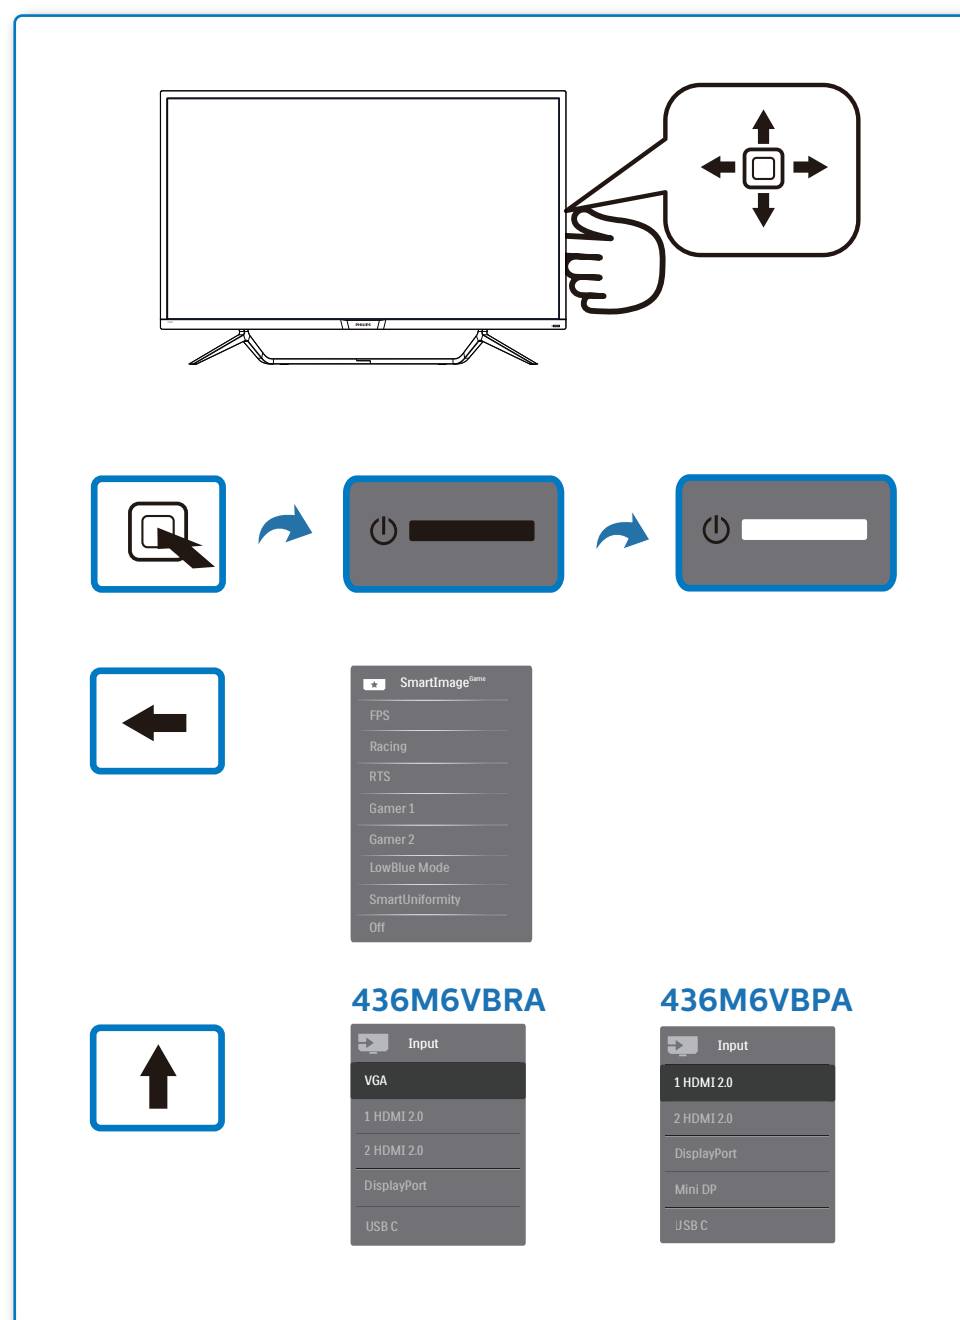 PHILIPS
SmartImage Game
FPS
Racing
RTS
Gamer 1
Gamer 2
LowBlue Mode
SmartUniformity
Off
436M6VBRA
Input
VGA
1 HDMI 2.0
2 HDMI 2.0
DisplayPort
USB C
436M6VBPA
Input
1 HDMI 2.0
2 HDMI 2.0
DisplayPort
Mini DP
USB C